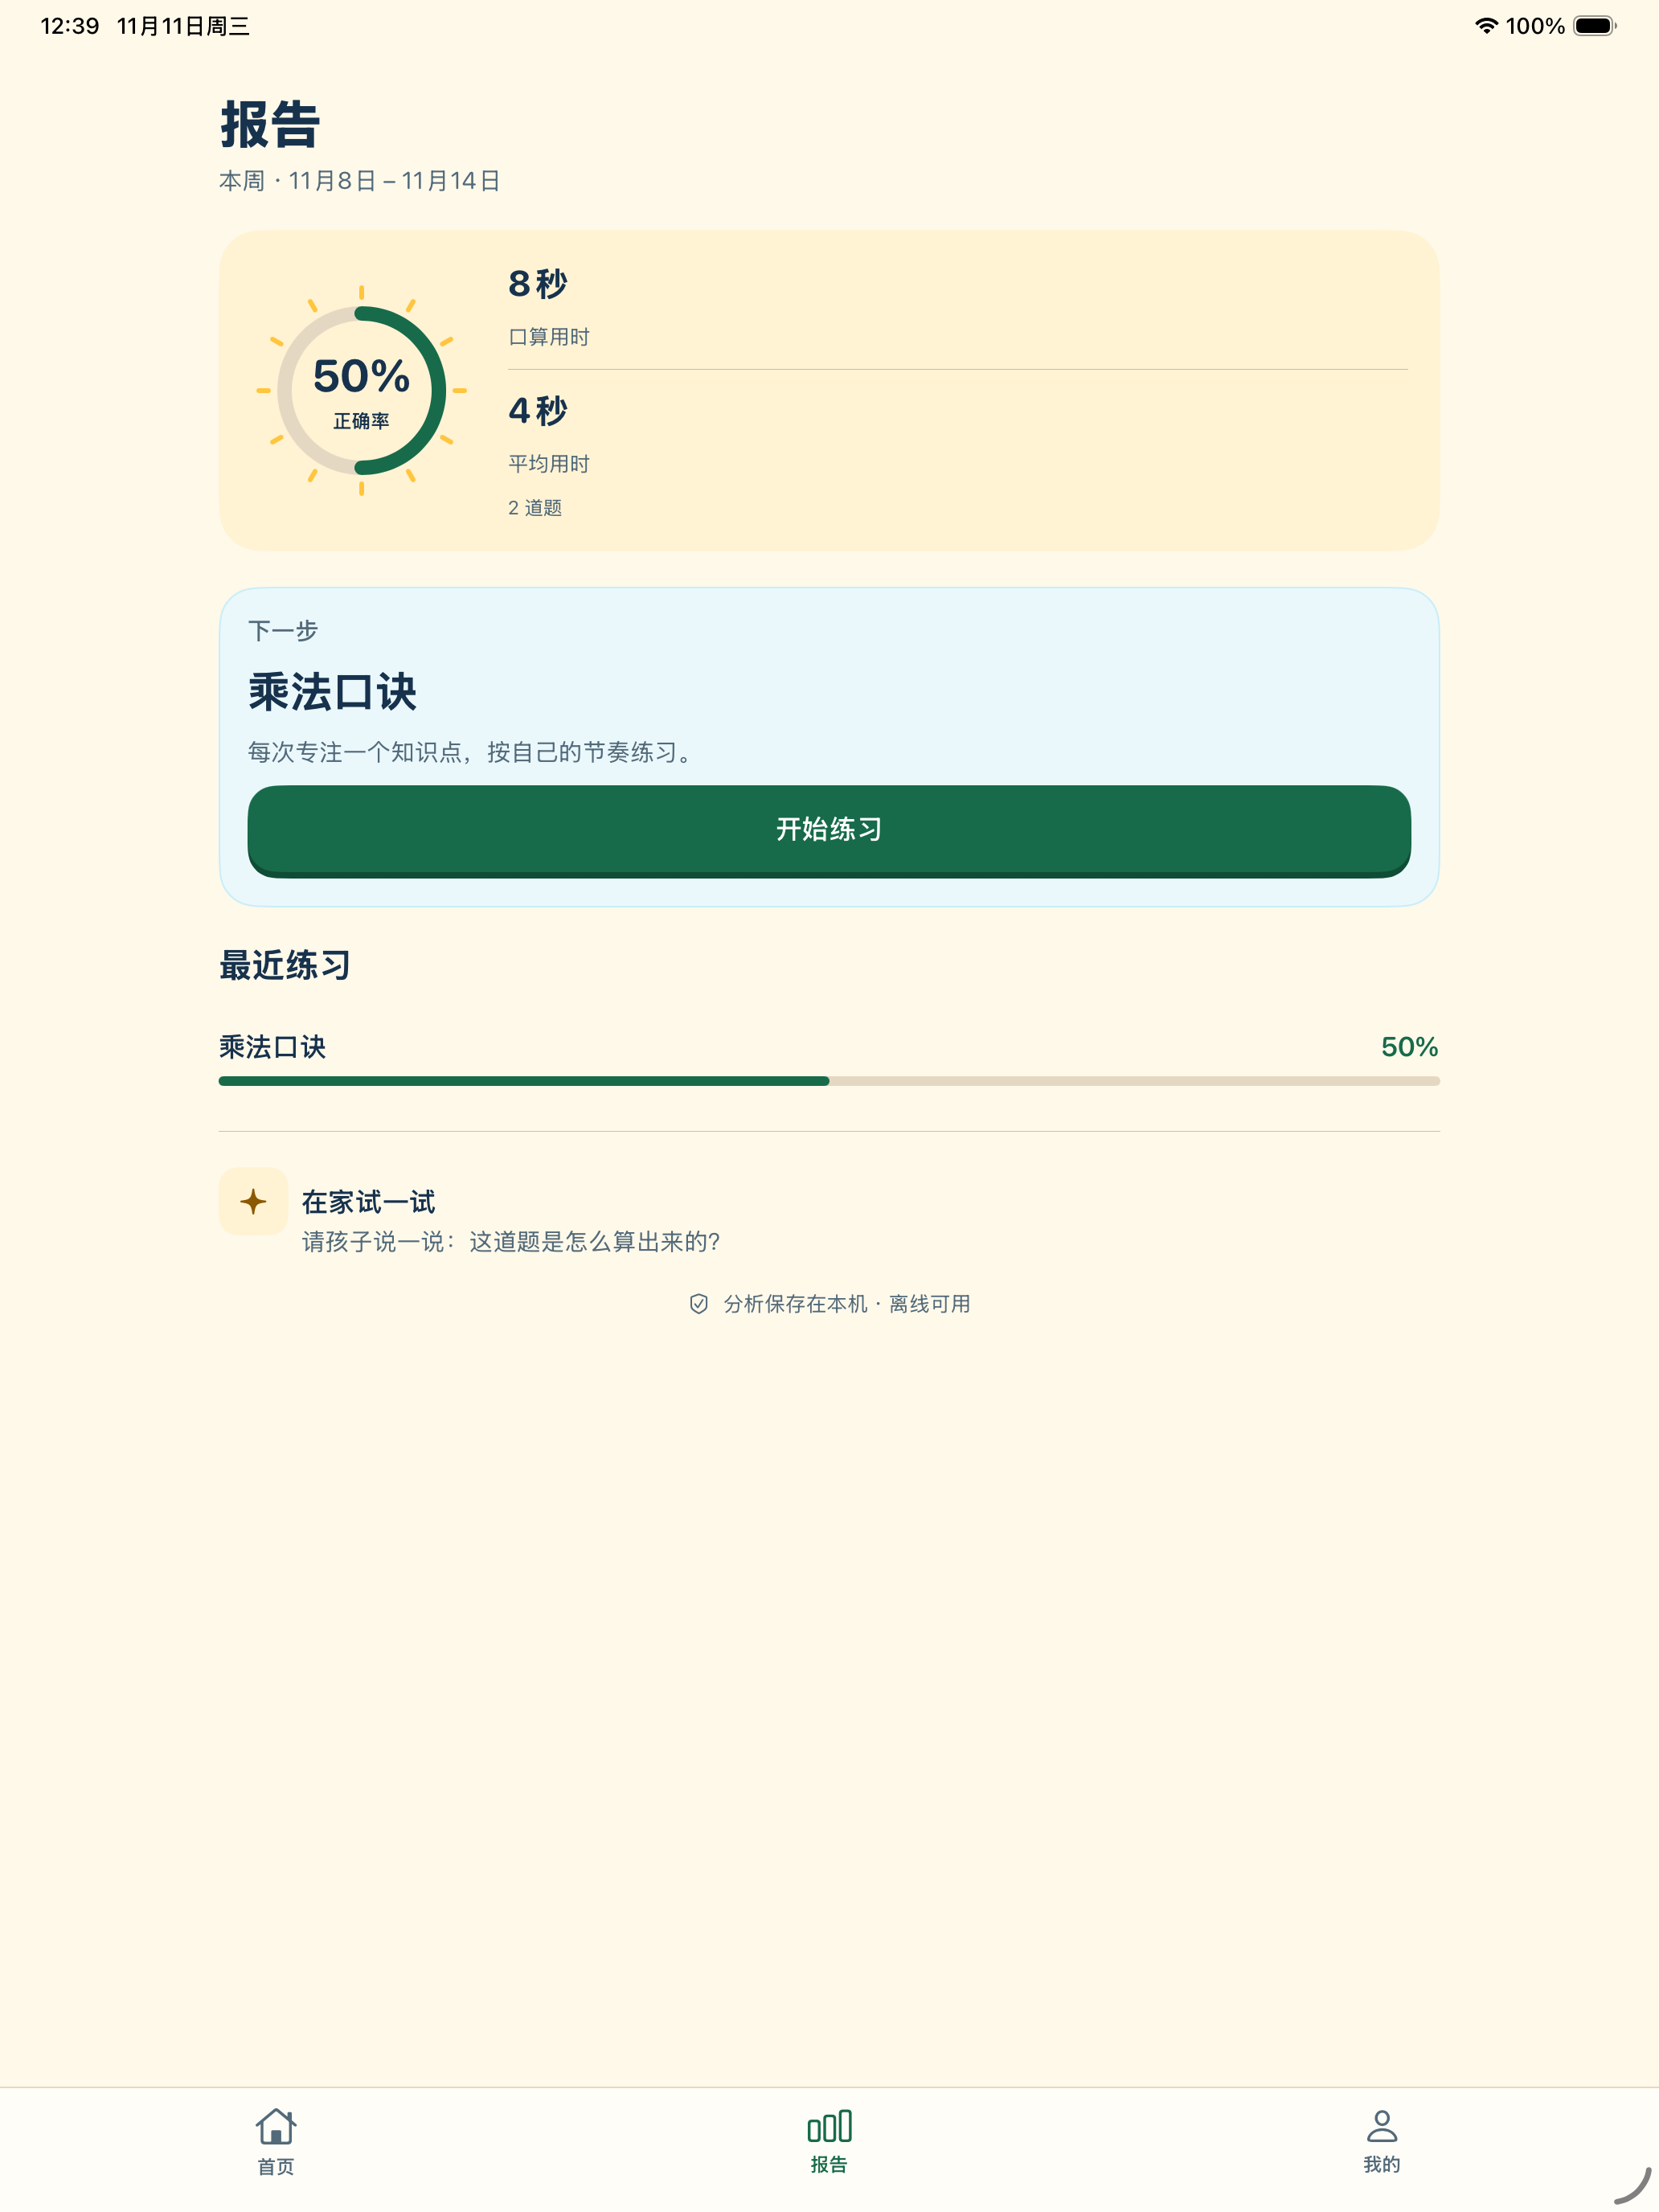 12:39 11月11日周三
100%
报告
本周 · 11月8日 – 11月14日
50%
正确率
8 秒
口算用时
4 秒
平均用时
2 道题
下一步
乘法口诀
每次专注一个知识点，按自己的节奏练习。
开始练习
最近练习
乘法口诀
50%
在家试一试
请孩子说一说：这道题是怎么算出来的?
分析保存在本机 · 离线可用
首页
报告
我的